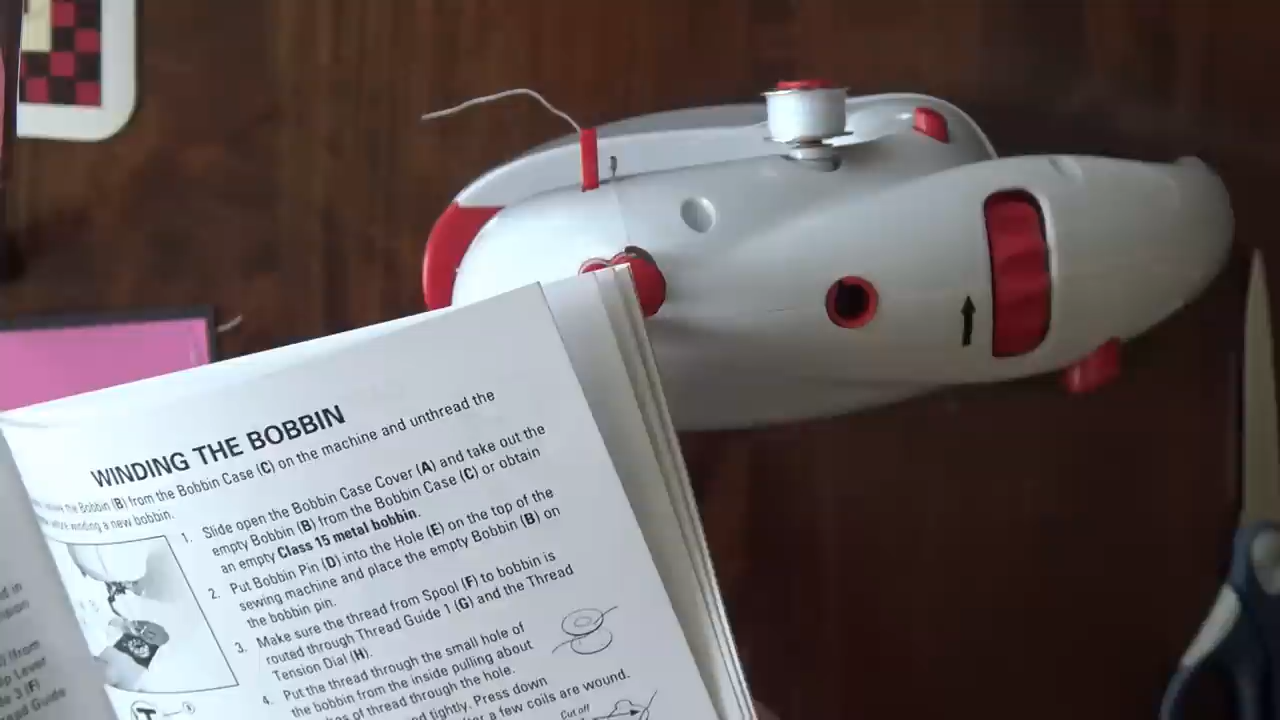 WINDING THE BOBBIN
the Bobbin (B) from the Bobbin Case (C) on the machine and unthread the
before winding a new bobbin.
1. Slide open the Bobbin Case Cover (A) and take out the
empty Bobbin (B) from the Bobbin Case (C) or obtain
an empty Class 15 metal bobbin.
2. Put Bobbin Pin (D) into the Hole (E) on the top of the
sewing machine and place the empty Bobbin (B) on
the bobbin pin.
3. Make sure the thread from Spool (F) to bobbin is
routed through Thread Guide 1 (G) and the Thread
Tension Dial (H).
4. Put the thread through the small hole of
the bobbin from the inside pulling about
of thread through the hole.
tightly. Press down
a few coils are wound.
Cut off